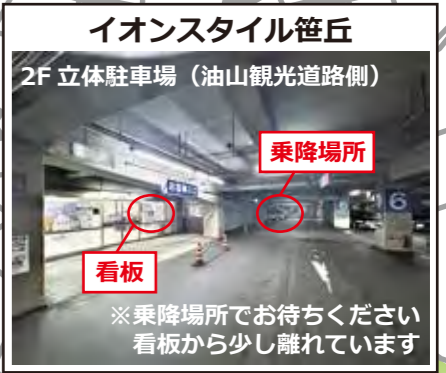 イオンスタイル笹丘
2F 立体駐車場（油山観光道路側）
乗降場所
6
看板
※乗降場所でお待ちください
看板から少し離れています